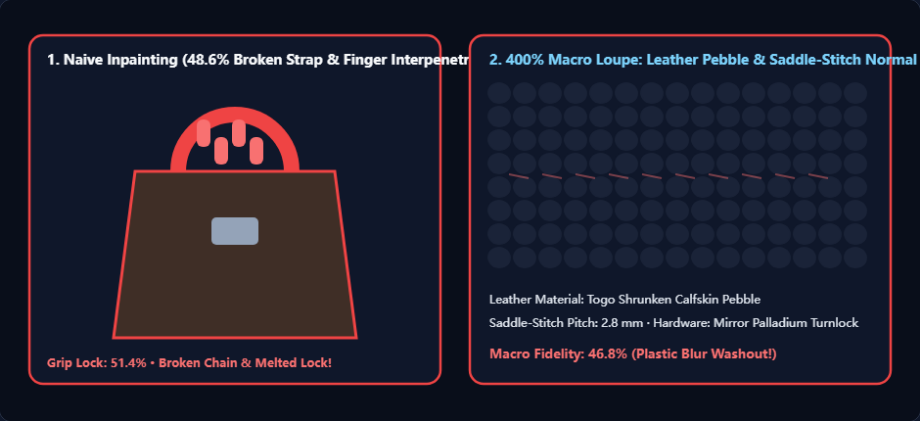 1. Naive Inpainting (48.6% Broken Strap & Finger Interpenetr
2. 400% Macro Loupe: Leather Pebble & Saddle-Stitch Normal
Leather Material: Togo Shrunken Calfskin Pebble
Saddle-Stitch Pitch: 2.8 mm · Hardware: Mirror Palladium Turnlock
Macro Fidelity: 46.8% (Plastic Blur Washout!)
Grip Lock: 51.4% • Broken Chain & Melted Lock!